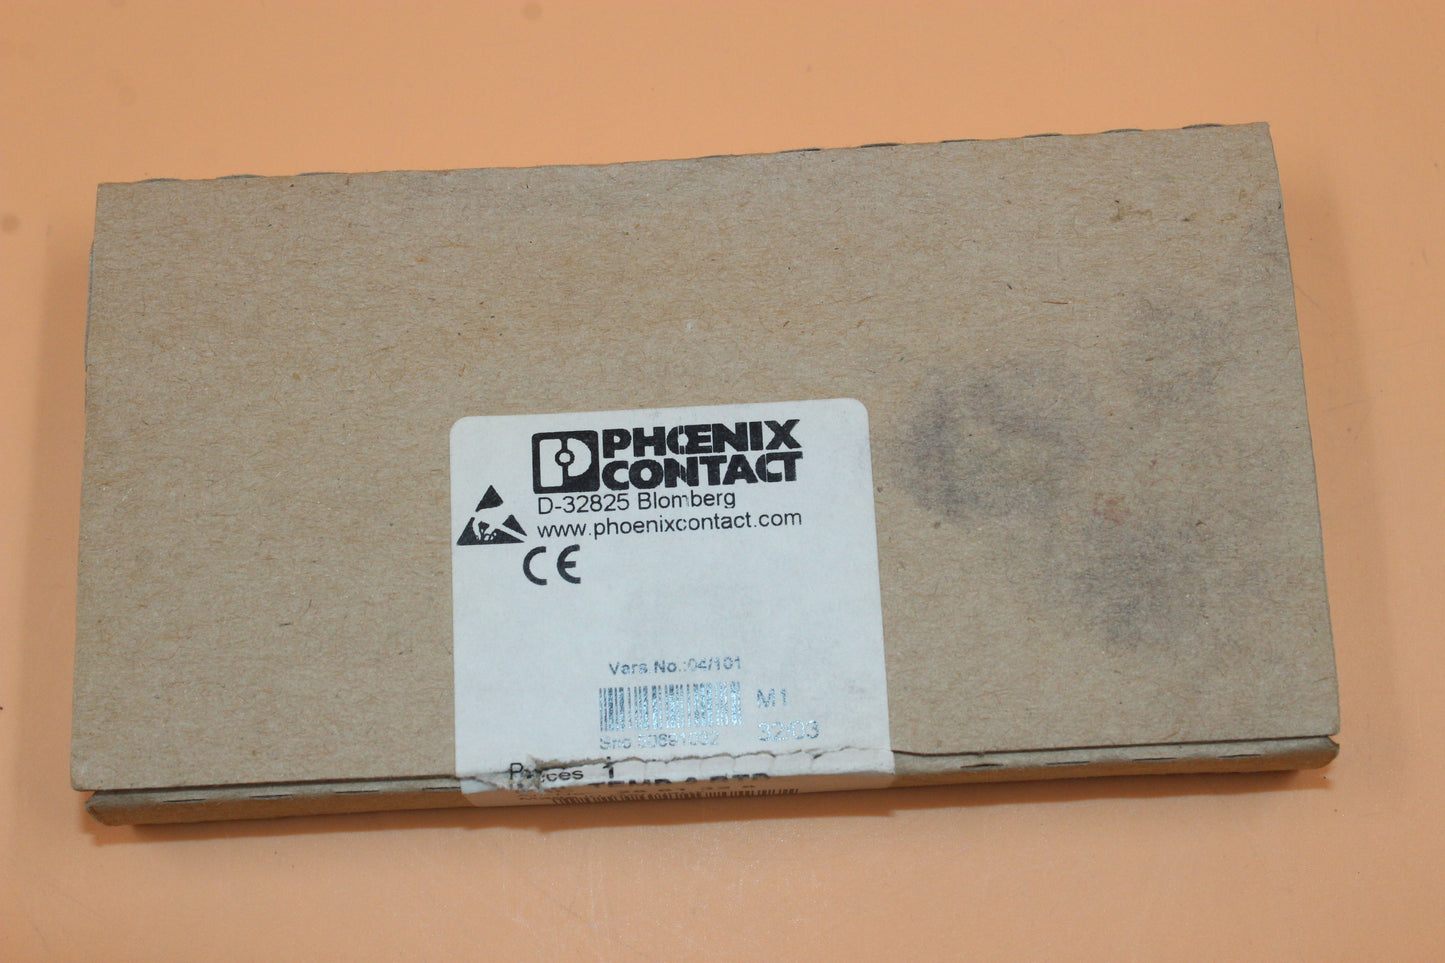 PHOENIX
CONTACT
D-32825 Blomberg
www.phoenixcontact.com
CE
Vers No.:04/101
M1
32/03
Pieces 1